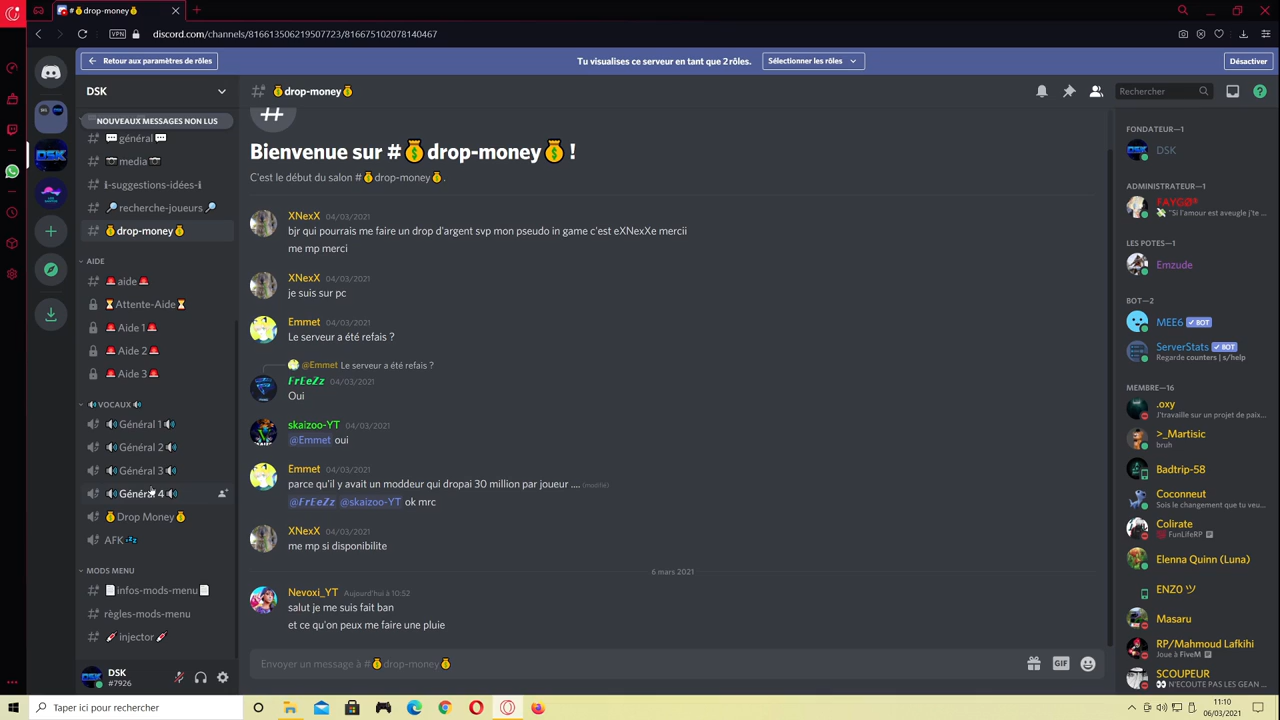 #💰drop-money💰
VPN
discord.com/channels/816613506219507723/816675102078140467
Retour aux paramètres de rôles
Tu visualises ce serveur en tant que 2 rôles.
Sélectionner les rôles
Désactiver
DSK
💰drop-money💰
Rechercher
NOUVEAUX MESSAGES NON LUS
général
media
ℹ-suggestions-idées-ℹ
🔎recherche-joueurs🔎
💰drop-money💰
AIDE
🚨aide🚨
⌛Attente-Aide⌛
🚨Aide 1🚨
🚨Aide 2🚨
🚨Aide 3🚨
🔊VOCAUX🔊
🔊Général 1🔊
🔊Général 2🔊
🔊Général 3🔊
🔊Général 4🔊
💰Drop Money💰
AFK💤
MODS MENU
📄infos-mods-menu📄
règles-mods-menu
injector
DSK
#7926
Bienvenue sur #💰drop-money💰 !
C'est le début du salon #💰drop-money💰.
XNexX 04/03/2021
bjr qui pourrais me faire un drop d'argent svp mon pseudo in game c'est eXNexXe mercii
me mp merci
XNexX 04/03/2021
je suis sur pc
Emmet 04/03/2021
Le serveur a été refais ?
@Emmet Le serveur a été refais ?
FrEeZz 04/03/2021
Oui
skaizoo-YT 04/03/2021
@Emmet oui
Emmet 04/03/2021
parce qu'il y avait un moddeur qui dropai 30 million par joueur .... (modifié)
@FrEeZz @skaizoo-YT ok mrc
XNexX 04/03/2021
me mp si disponibilite
6 mars 2021
Nevoxi_YT Aujourd'hui à 10:52
salut je me suis fait ban
et ce qu'on peux me faire une pluie
Envoyer un message à #💰drop-money💰
GIF
FONDATEUR—1
DSK
ADMINISTRATEUR—1
FAYGØ⁸
"Si l'amour est aveugle j'te ...
LES POTES—1
Emzude
BOT—2
MEE6 ✔BOT
ServerStats ✔BOT
Regarde counters | s/help
MEMBRE—16
.oxy
J'travaille sur un projet de paix...
>_Martisic
bruh
Badtrip-58
Coconneut
Sois le changement que tu veu...
Colirate
FunLifeRP
Elenna Quinn (Luna)
ENZ0 ツ
Masaru
RP/Mahmoud Lafkihi
Joue à FiveM
SCOUPEUR
N'ECOUTE PAS LES GEAN ...
Taper ici pour rechercher
11:10
06/03/2021